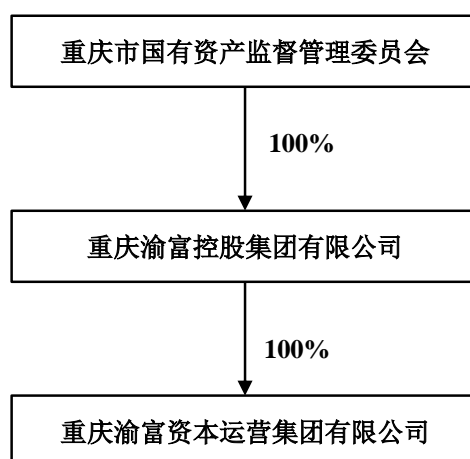 重庆市国有资产监督管理委员会
100%
重庆渝富控股集团有限公司
100%
重庆渝富资本运营集团有限公司